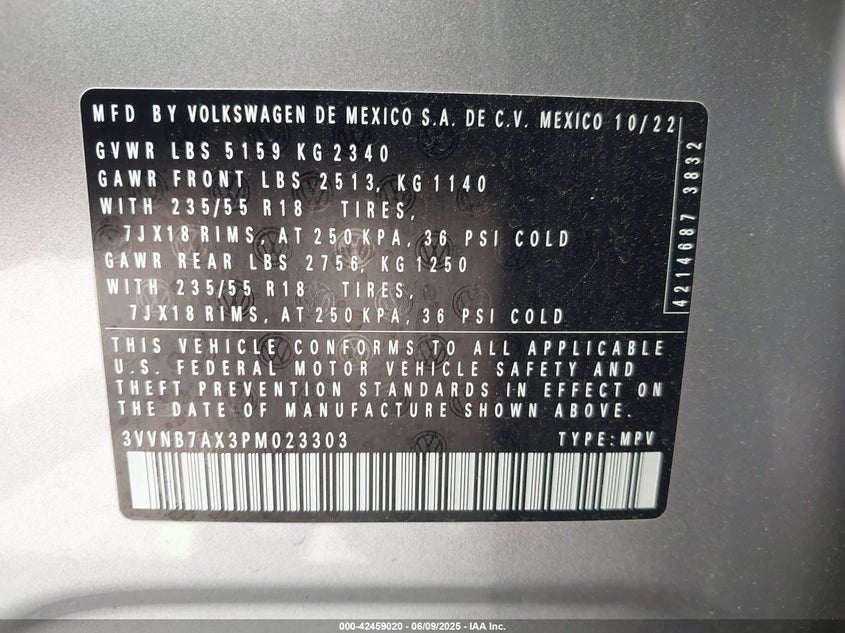 MFD BY VOLKSWAGEN DE MEXICO S.A. DE C.V. MEXICO 10/22
GVWR LBS 5159 KG 2340
GAWR FRONT LBS 2513, KG 1140
WITH 235/55 R18 TIRES,
7JX18 RIMS, AT 250 KPA, 36 PSI COLD
GAWR REAR LBS 2756, KG 1250
WITH 235/55 R18 TIRES,
7JX18 RIMS, AT 250 KPA, 36 PSI COLD
4214687 3832
THIS VEHICLE CONFORMS TO ALL APPLICABLE
U.S. FEDERAL MOTOR VEHICLE SAFETY AND
THEFT PREVENTION STANDARDS IN EFFECT ON
THE DATE OF MANUFACTURE SHOWN ABOVE.
3VVNB7AX3PM023303 TYPE: MPV
000-42459020 | 06/09/2025 - IAA Inc.